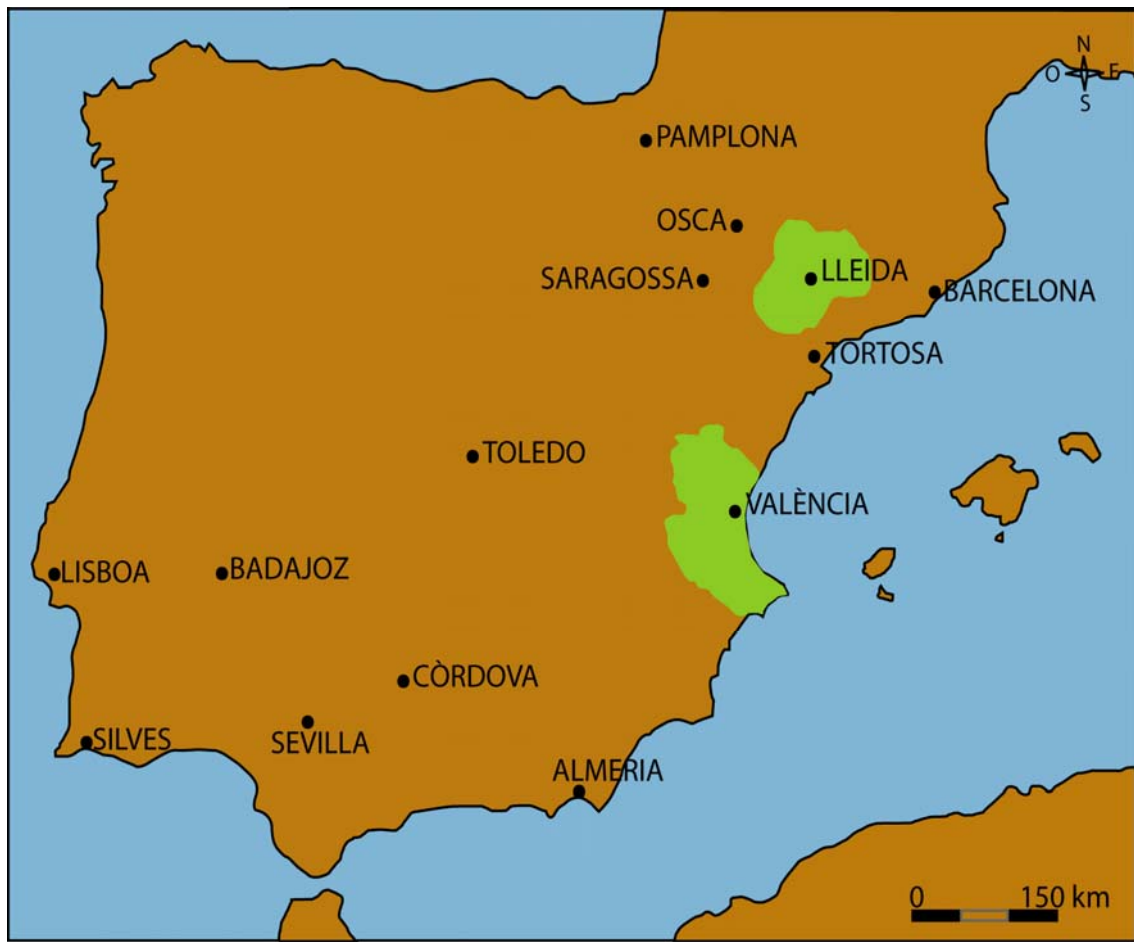 N
O E
S
PAMPLONA
OSCA
LLEIDA
SARAGOSSA
BARCELONA
TORTOSA
TOLEDO
VALÈNCIA
LISBOA
BADAJOZ
CÒRDOVA
SILVES
SEVILLA
ALMERIA
0 150 km